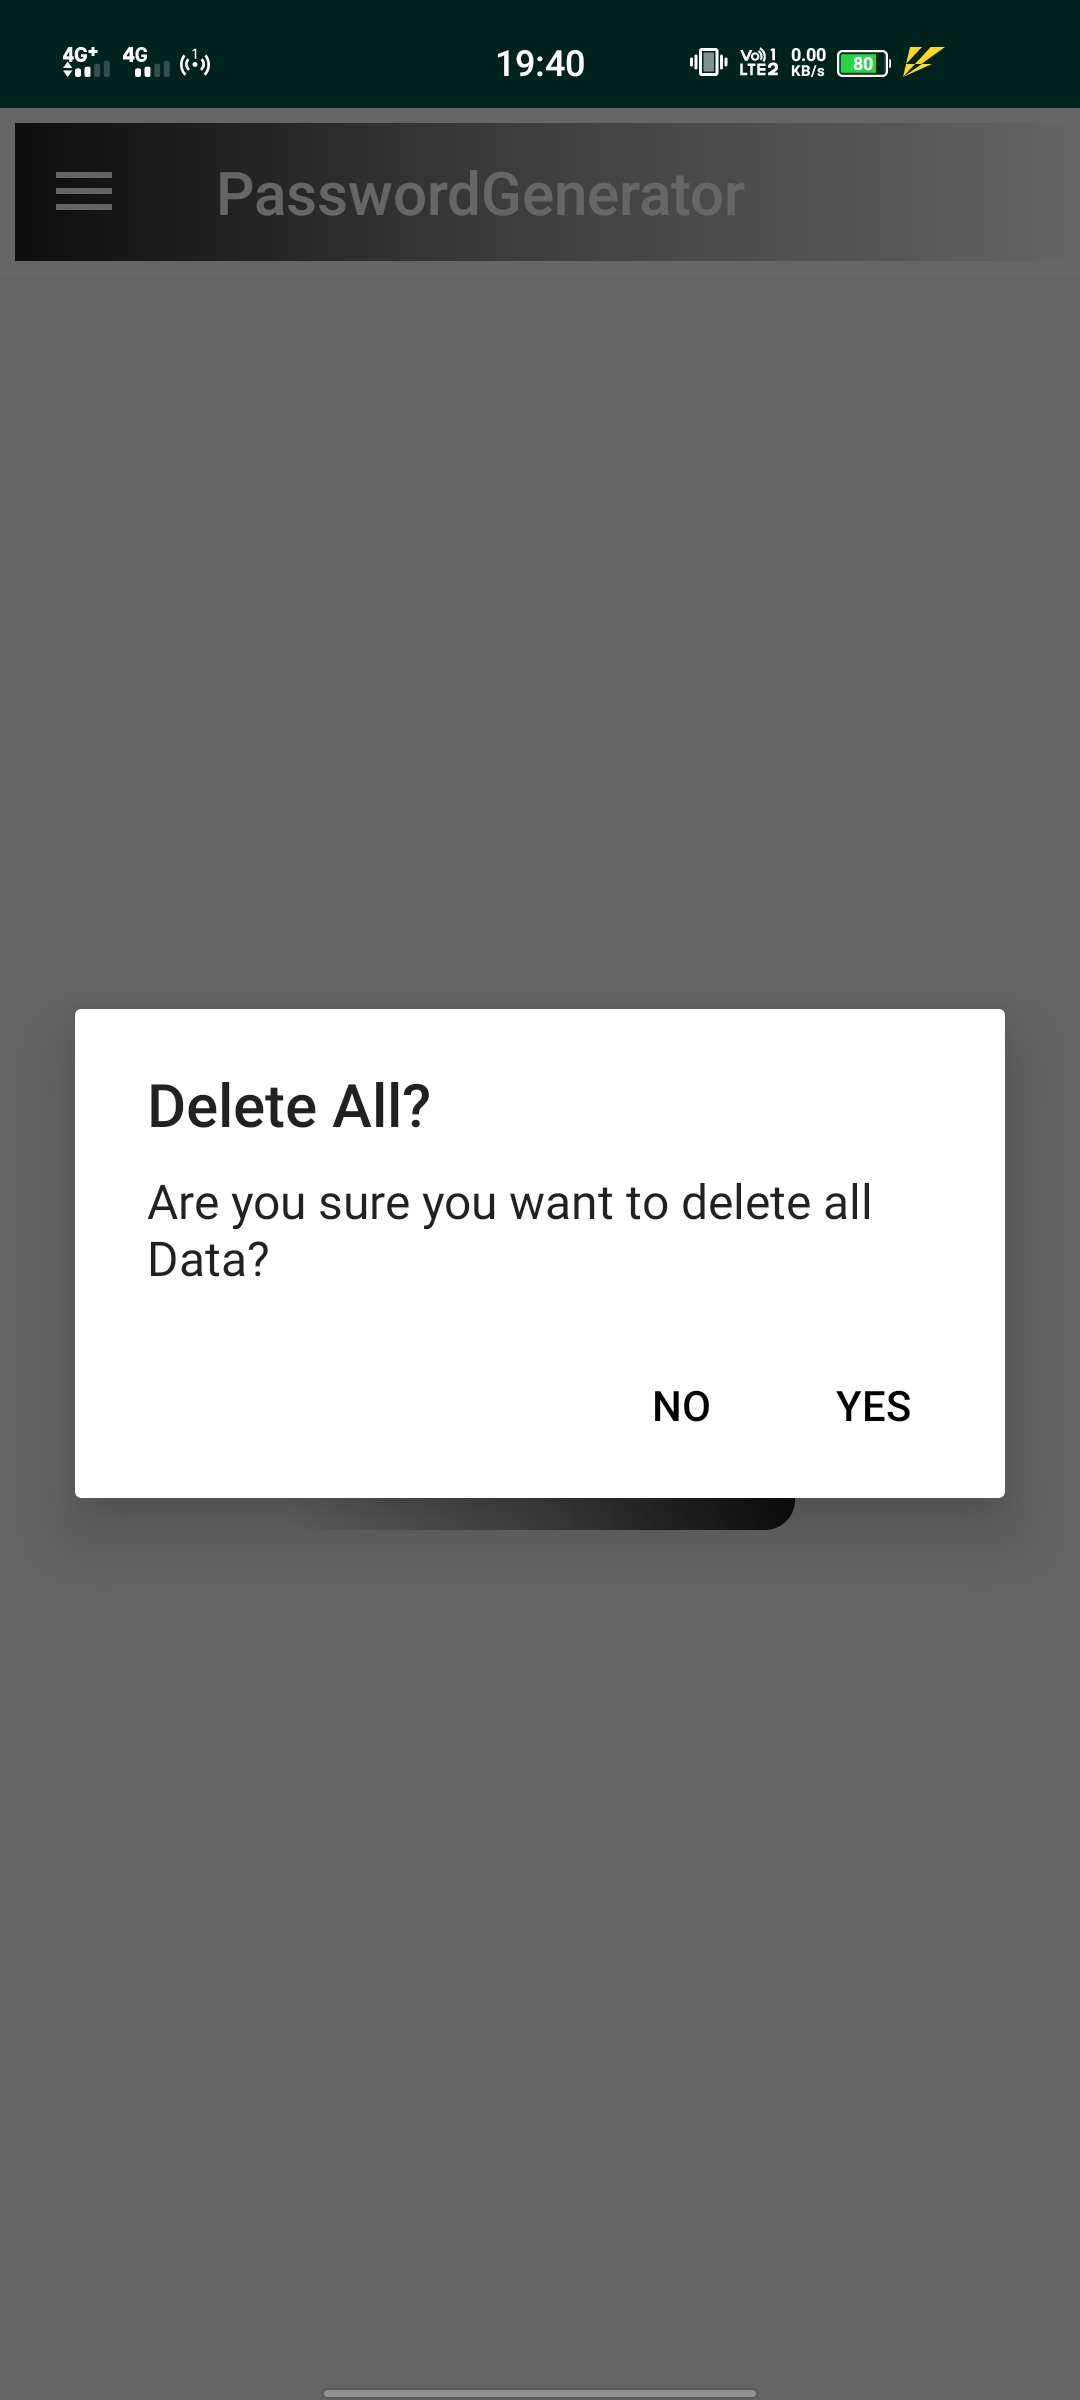 4G+ 4G 1 19:40 Vo 1 LTE2 0.00 KB/s 80
PasswordGenerator
Delete All?
Are you sure you want to delete all
Data?
NO YES